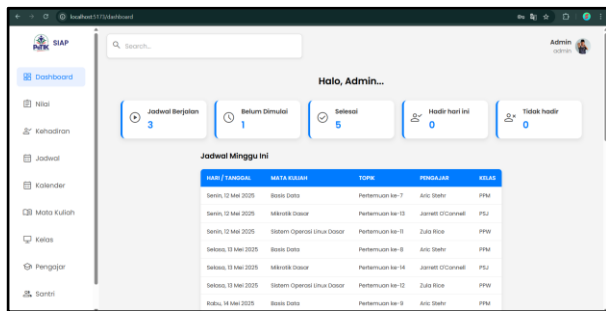 localhost:5173/dashboard
PeTIK SIAP
Search...
Admin
admin
Dashboard
Nilai
Kehadiran
Jadwal
Kalender
Mata Kuliah
Kelas
Pengajar
Santri
Halo, Admin...
Jadwal Berjalan
3
Belum Dimulai
1
Selesai
5
Hadir hari ini
0
Tidak hadir
0
Jadwal Minggu Ini
HARI / TANGGAL MATA KULIAH TOPIK PENGAJAR KELAS
Senin, 12 Mei 2025 Basis Data Pertemuan ke-7 Aric Stehr PPM
Senin, 12 Mei 2025 Mikrotik Dasar Pertemuan ke-13 Jarrett O'Connell PSJ
Senin, 12 Mei 2025 Sistem Operasi Linux Dasar Pertemuan ke-11 Zula Rice PPW
Selasa, 13 Mei 2025 Basis Data Pertemuan ke-8 Aric Stehr PPM
Selasa, 13 Mei 2025 Mikrotik Dasar Pertemuan ke-14 Jarrett O'Connell PSJ
Selasa, 13 Mei 2025 Sistem Operasi Linux Dasar Pertemuan ke-12 Zula Rice PPW
Rabu, 14 Mei 2025 Basis Data Pertemuan ke-9 Aric Stehr PPM